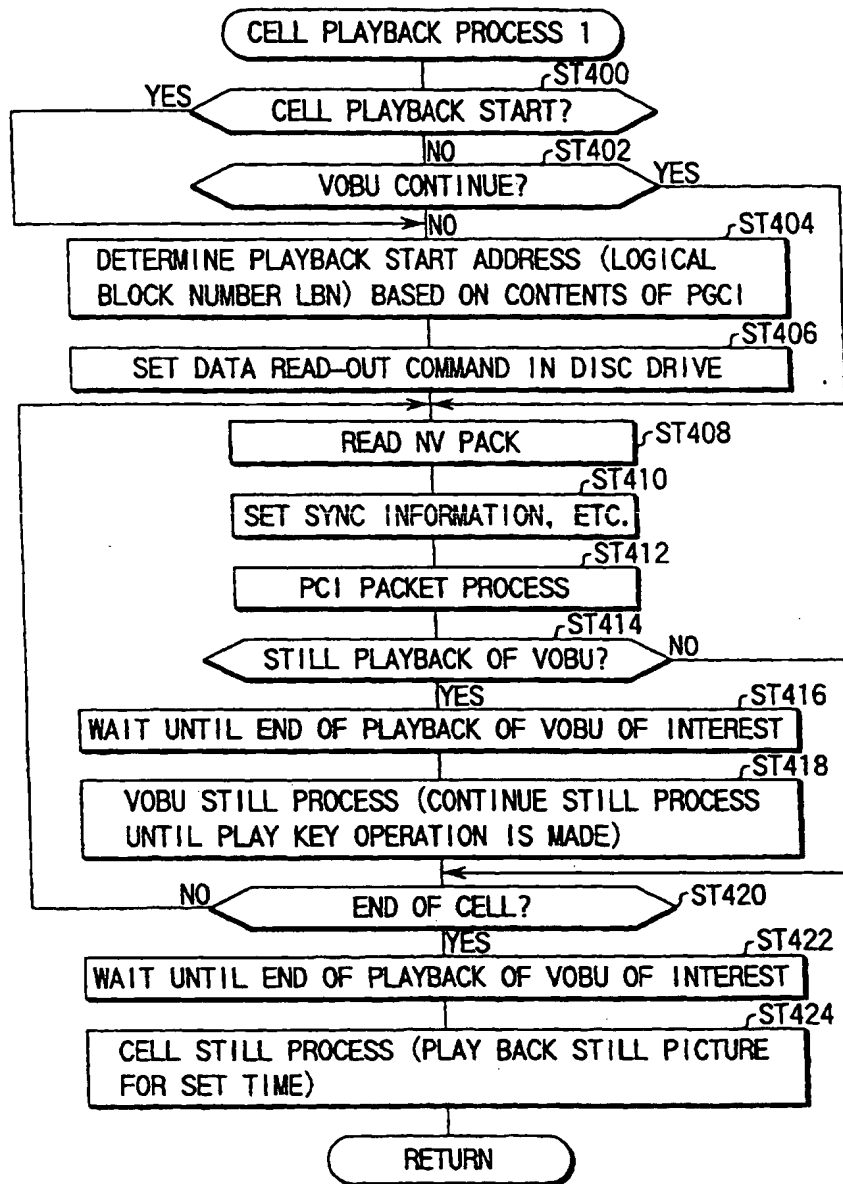 CELL PLAYBACK PROCESS 1
ST400
YES
CELL PLAYBACK START?
NO
ST402
VOBU CONTINUE?
YES
NO
ST404
DETERMINE PLAYBACK START ADDRESS (LOGICAL
BLOCK NUMBER LBN) BASED ON CONTENTS OF PGCI
ST406
SET DATA READ-OUT COMMAND IN DISC DRIVE
READ NV PACK
ST408
ST410
SET SYNC INFORMATION, ETC.
ST412
PCI PACKET PROCESS
ST414
STILL PLAYBACK OF VOBU?
NO
YES
ST416
WAIT UNTIL END OF PLAYBACK OF VOBU OF INTEREST
ST418
VOBU STILL PROCESS (CONTINUE STILL PROCESS
UNTIL PLAY KEY OPERATION IS MADE)
NO
END OF CELL?
ST420
YES
ST422
WAIT UNTIL END OF PLAYBACK OF VOBU OF INTEREST
ST424
CELL STILL PROCESS (PLAY BACK STILL PICTURE
FOR SET TIME)
RETURN